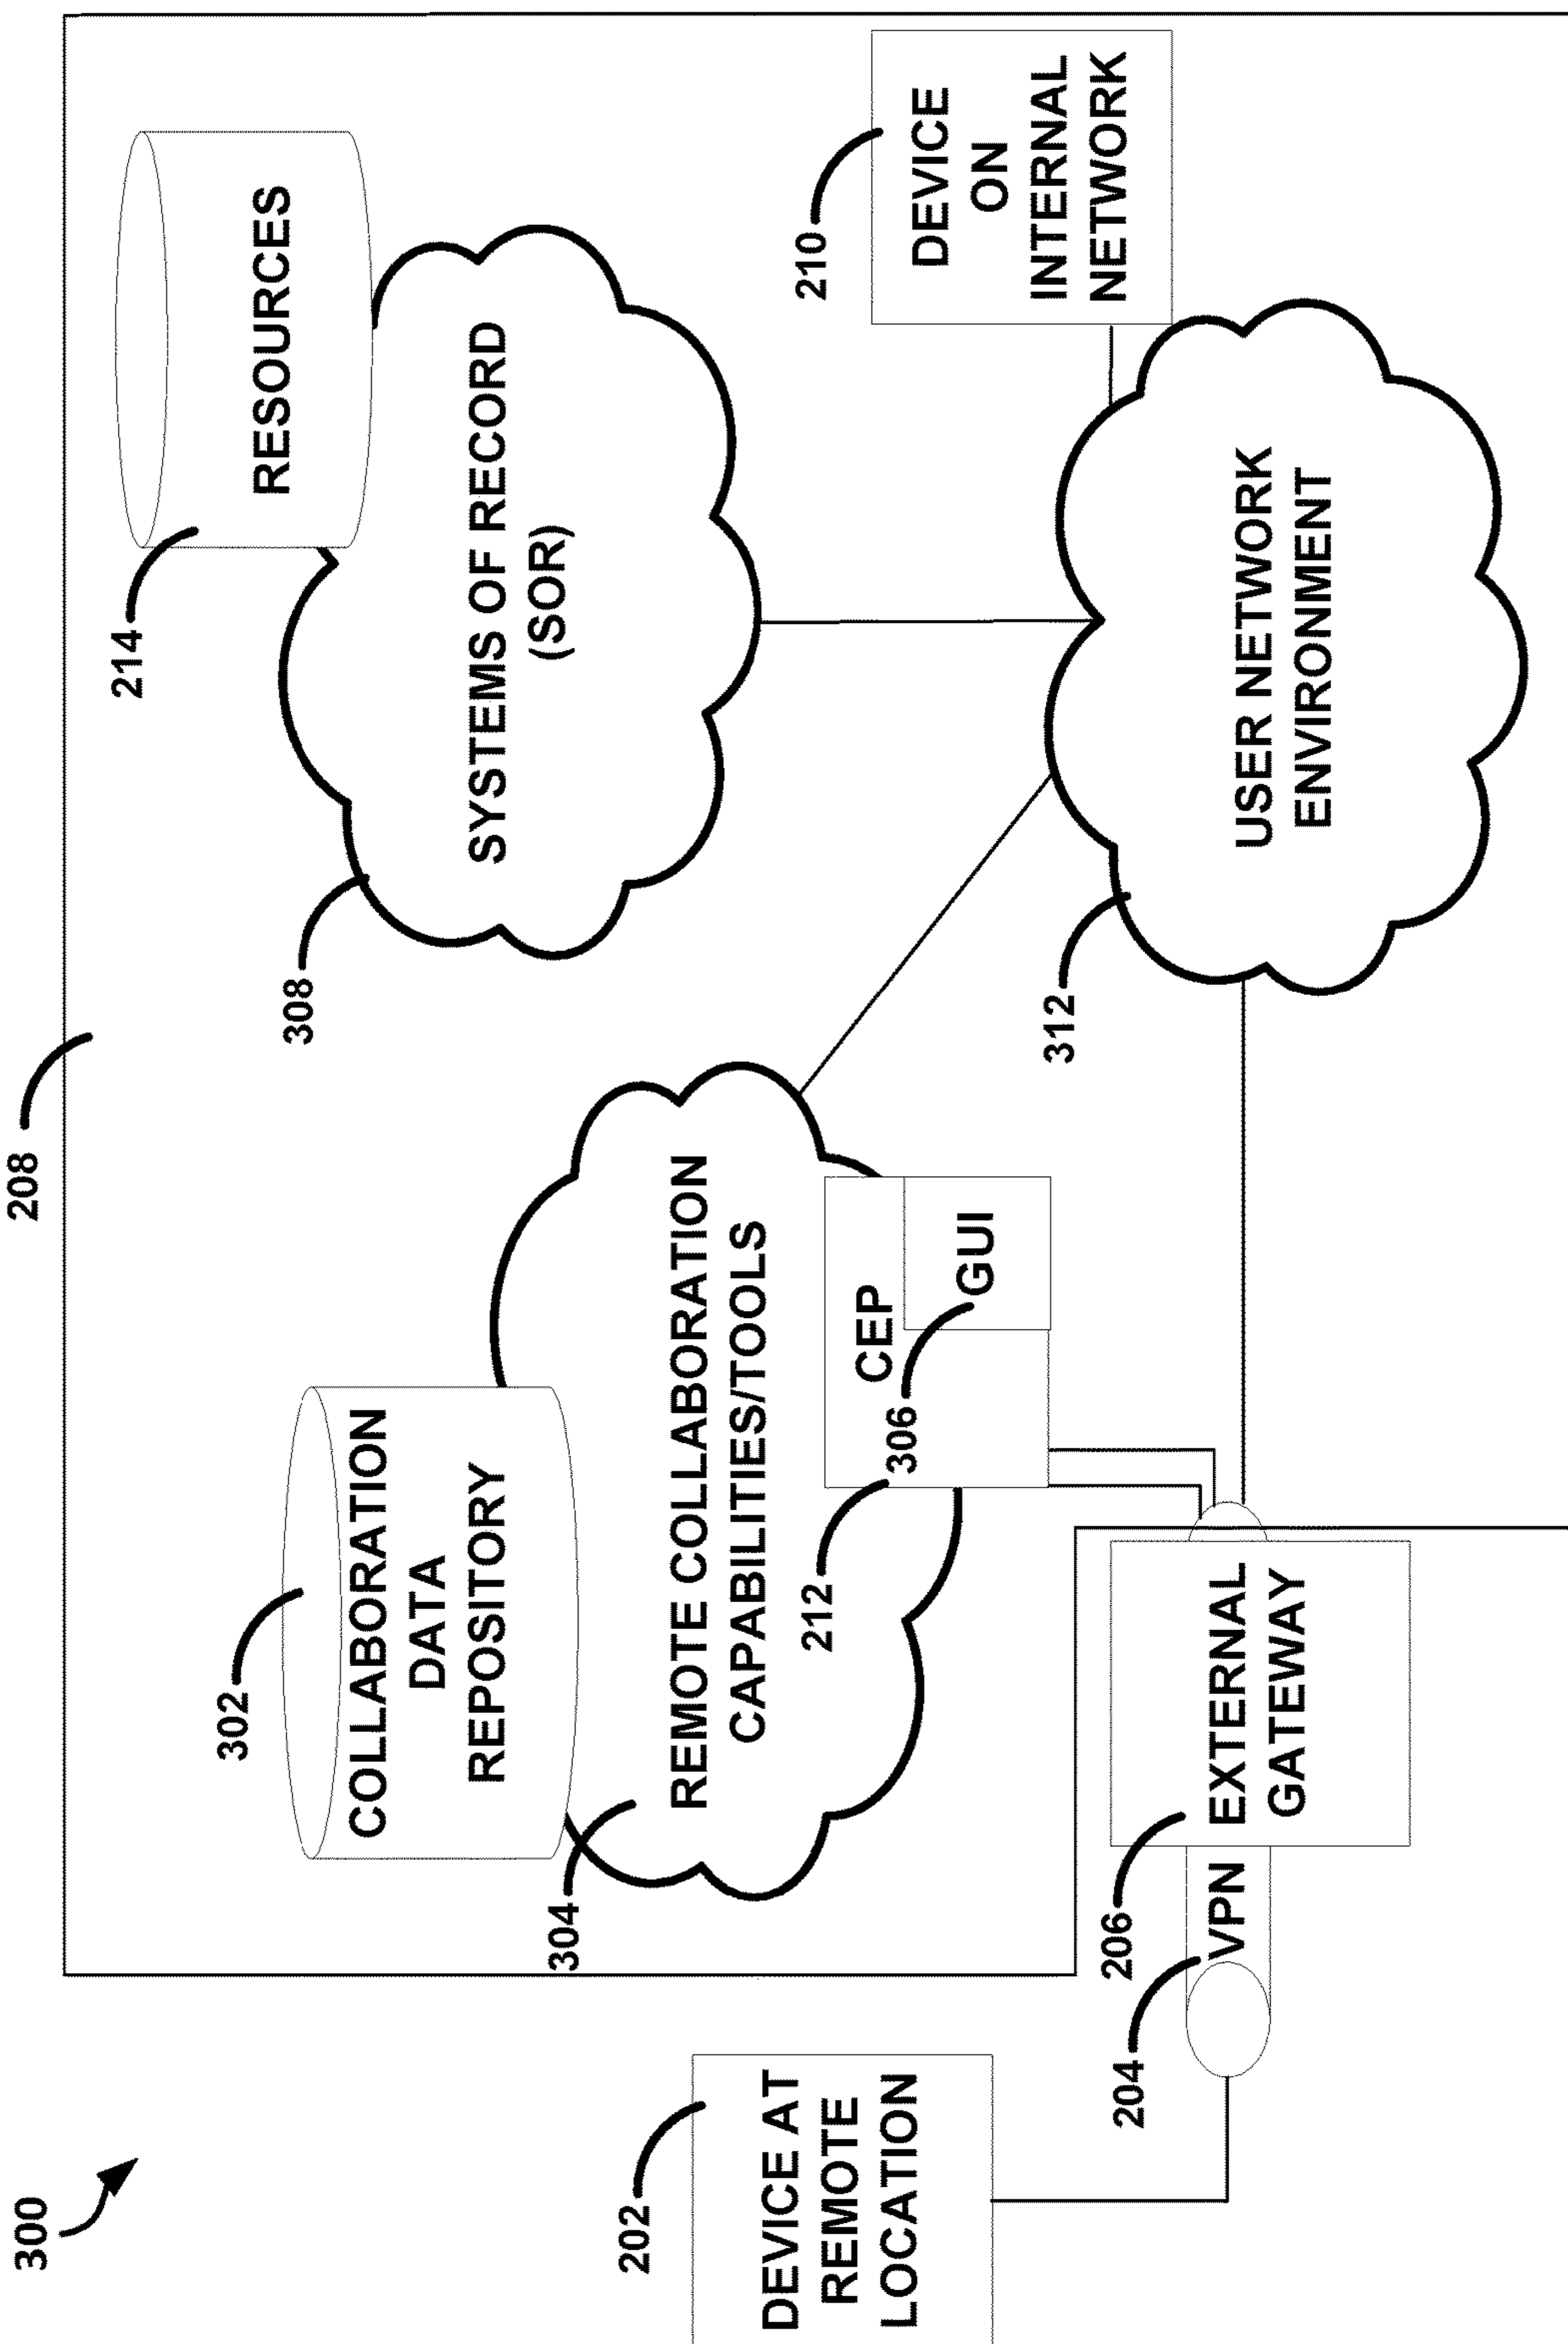 300
208
202
DEVICE AT
REMOTE
LOCATION
204
VPN
206
EXTERNAL
GATEWAY
302
COLLABORATION
DATA
REPOSITORY
304
REMOTE COLLABORATION
CAPABILITIES/TOOLS
212
CEP
306
GUI
308
SYSTEMS OF RECORD
(SOR)
214
RESOURCES
312
USER NETWORK
ENVIRONMENT
210
DEVICE
ON
INTERNAL
NETWORK